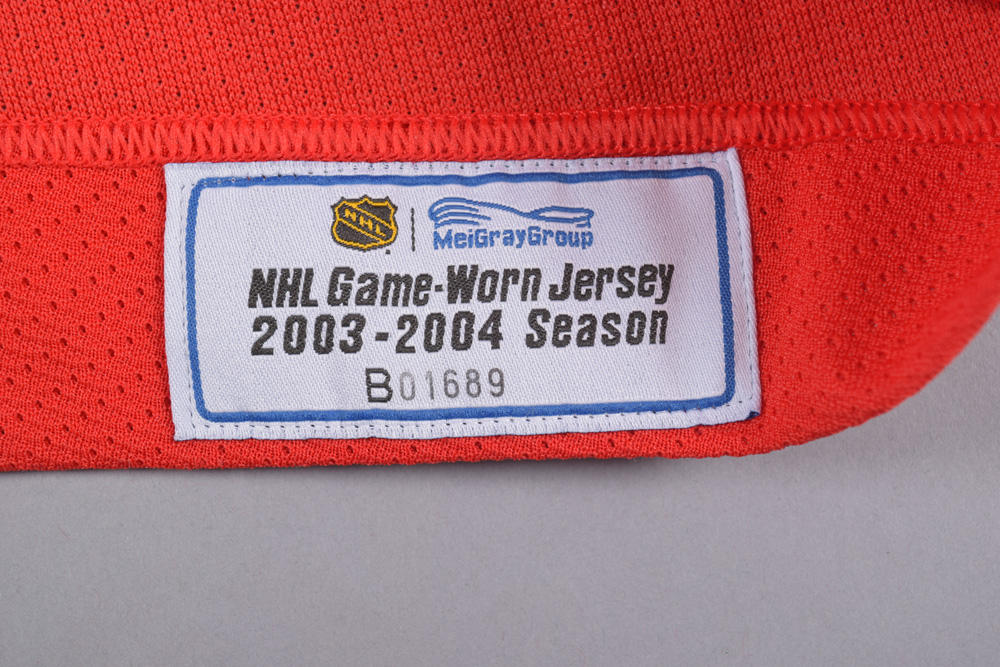 NHL
MeiGrayGroup
NHL Game-Worn Jersey
2003-2004 Season
B01689